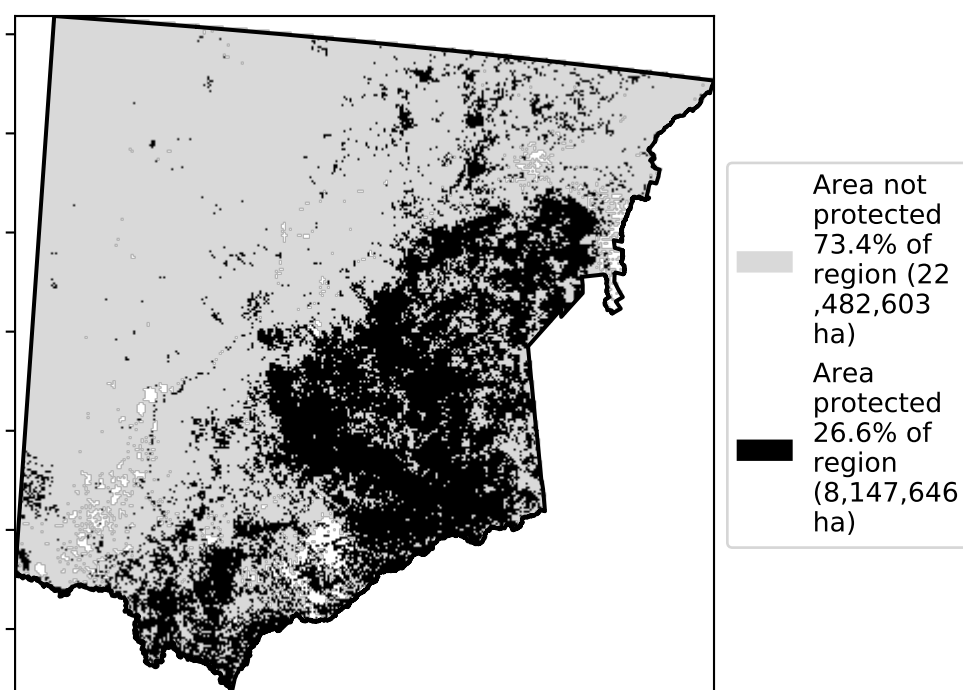 Area not
protected
73.4% of
region (22
,482,603
ha)
Area
protected
26.6% of
region
(8,147,646
ha)